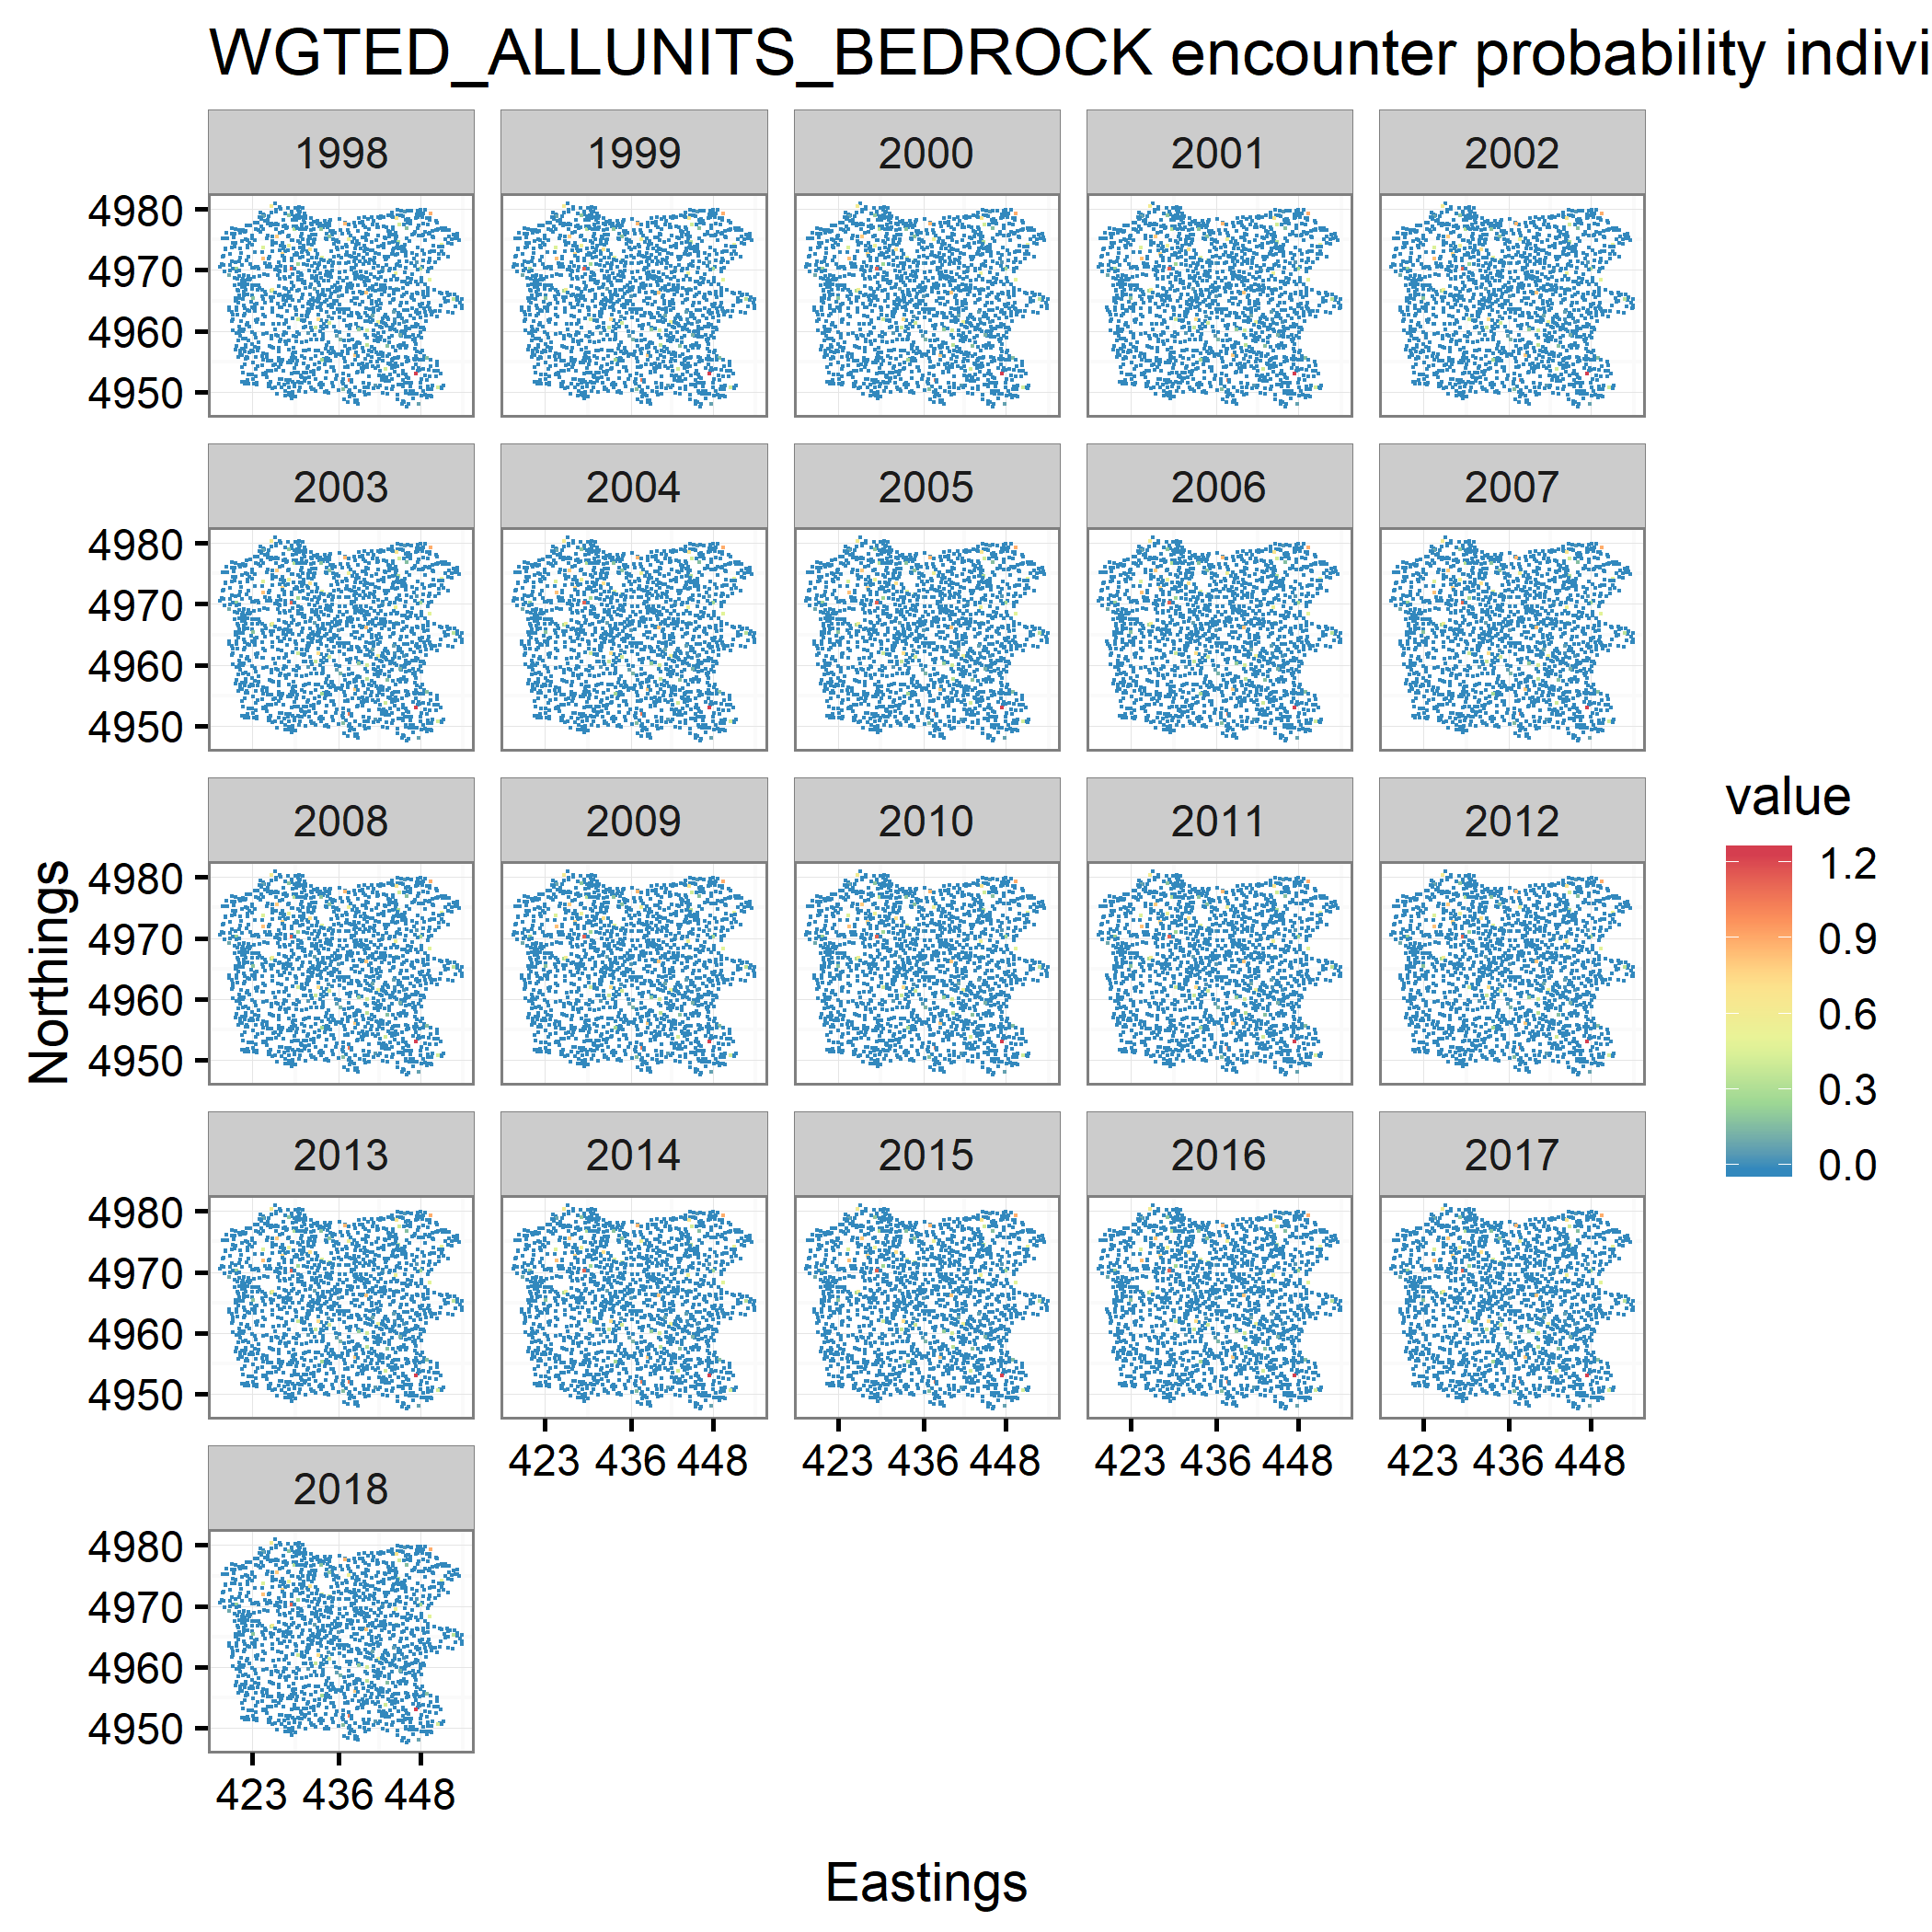 WGTED_ALLUNITS_BEDROCK encounter probability indivi
1998 1999 2000 2001 2002
4980
4970
4960
4950
2003 2004 2005 2006 2007
4980
4970
4960
4950
2008 2009 2010 2011 2012
4980
4970
4960
4950
2013 2014 2015 2016 2017
4980
4970
4960
4950
423 436 448 423 436 448 423 436 448 423 436 448
2018
4980
4970
4960
4950
423 436 448
Northings
Eastings
value
1.2
0.9
0.6
0.3
0.0